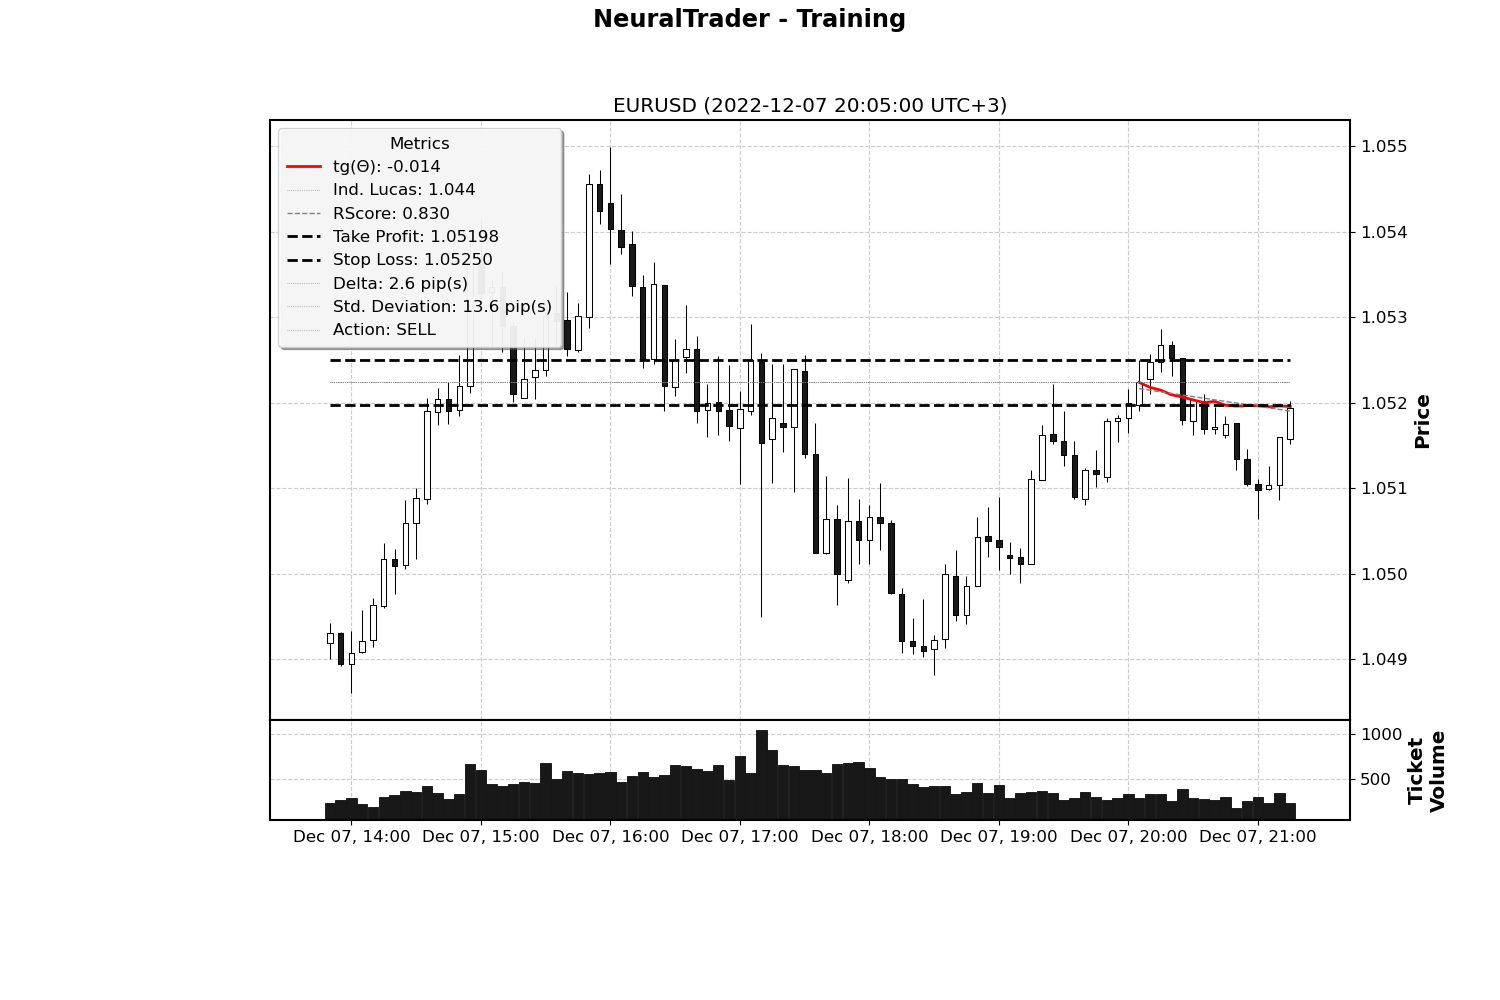 NeuralTrader - Training
EURUSD (2022-12-07 20:05:00 UTC+3)
Metrics
tg(Θ): -0.014
Ind. Lucas: 1.044
RScore: 0.830
Take Profit: 1.05198
Stop Loss: 1.05250
Delta: 2.6 pip(s)
Std. Deviation: 13.6 pip(s)
Action: SELL
1.055
1.054
1.053
1.052
1.051
1.050
1.049
Price
1000
500
Ticket
Volume
Dec 07, 14:00
Dec 07, 15:00
Dec 07, 16:00
Dec 07, 17:00
Dec 07, 18:00
Dec 07, 19:00
Dec 07, 20:00
Dec 07, 21:00